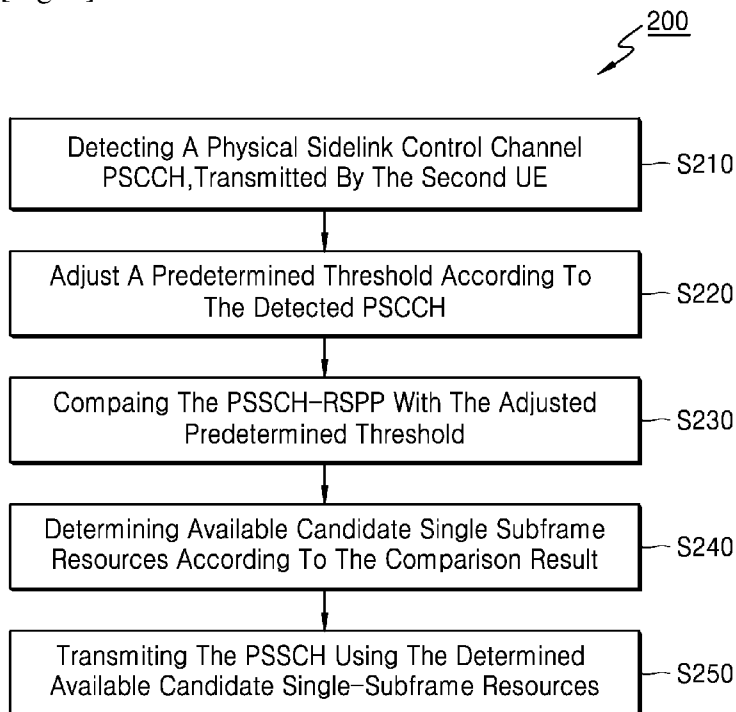 200
Detecting A Physical Sidelink Control Channel
PSCCH,Transmitted By The Second UE
S210
Adjust A Predetermined Threshold According To
The Detected PSCCH
S220
Compaing The PSSCH-RSPP With The Adjusted
Predetermined Threshold
S230
Determining Available Candidate Single Subframe
Resources According To The Comparison Result
S240
Transmiting The PSSCH Using The Determined
Available Candidate Single-Subframe Resources
S250